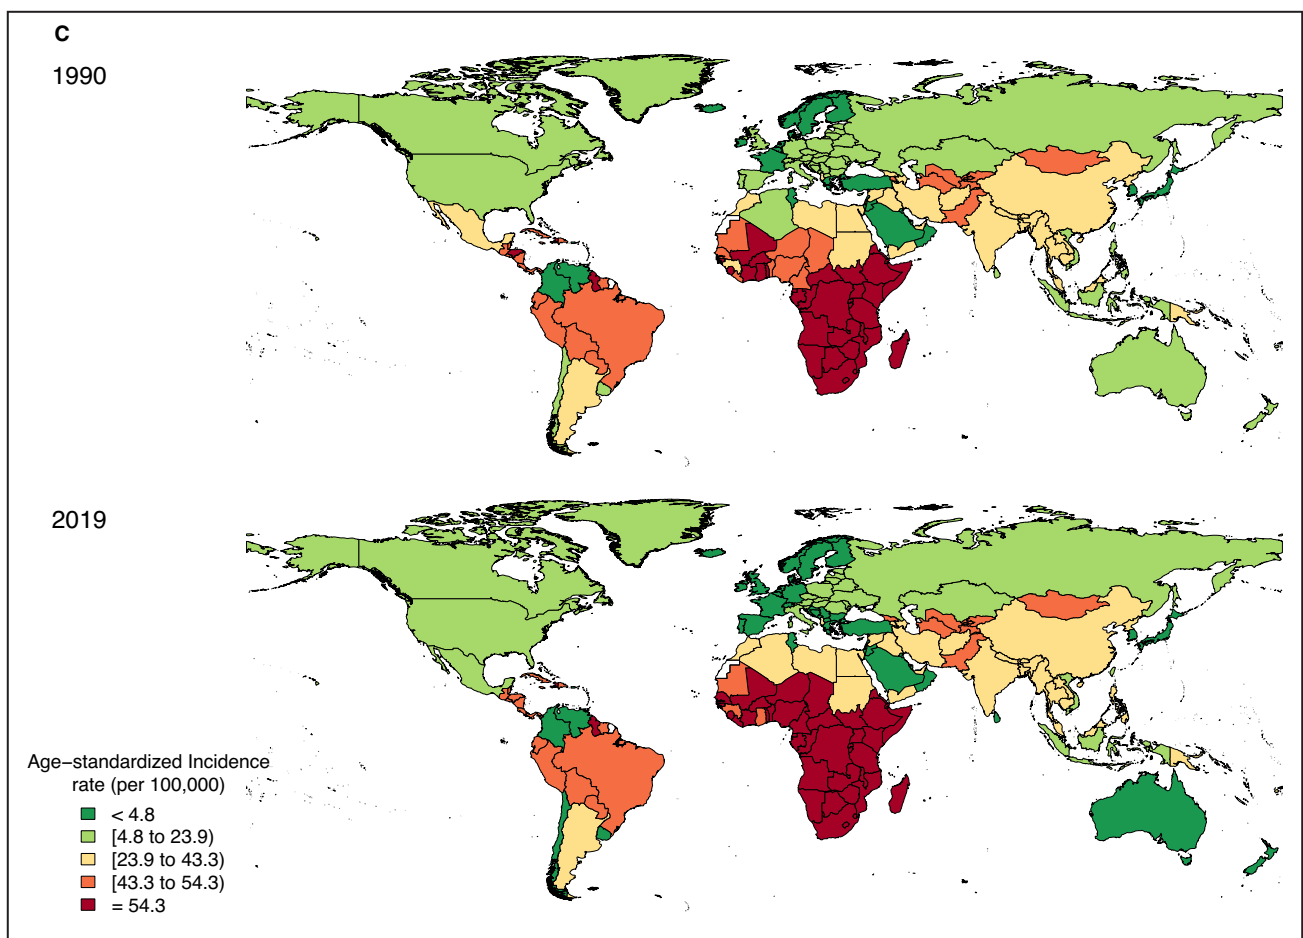 C
1990
2019
Age−standardized Incidence
rate (per 100,000)
< 4.8
[4.8 to 23.9)
[23.9 to 43.3)
[43.3 to 54.3)
= 54.3